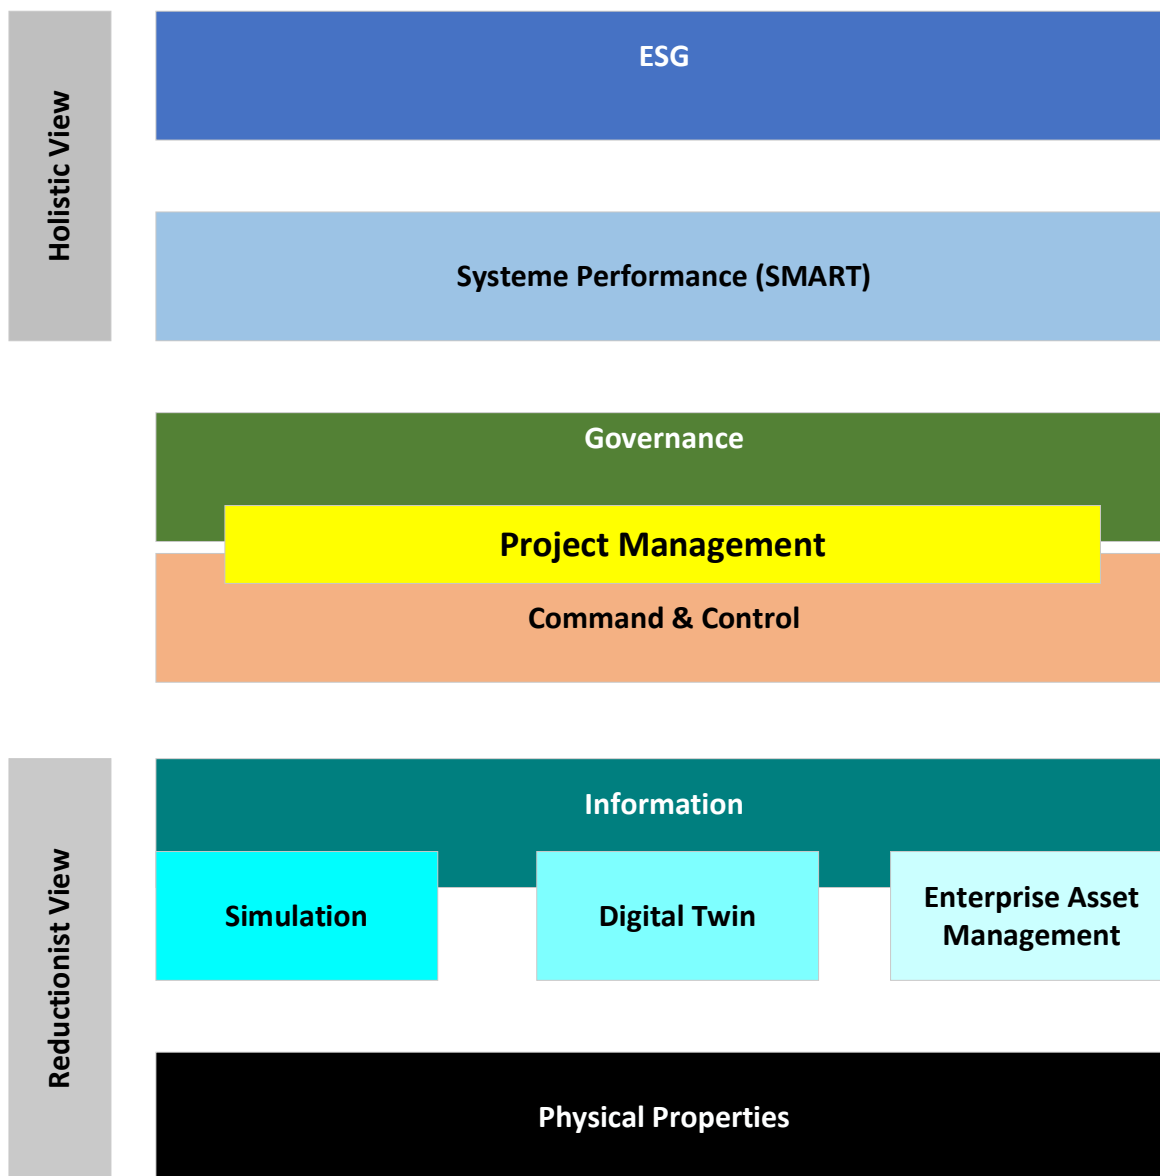 Holistic View
ESG
Systeme Performance (SMART)
Governance
Project Management
Command & Control
Reductionist View
Information
Simulation
Digital Twin
Enterprise Asset
Management
Physical Properties